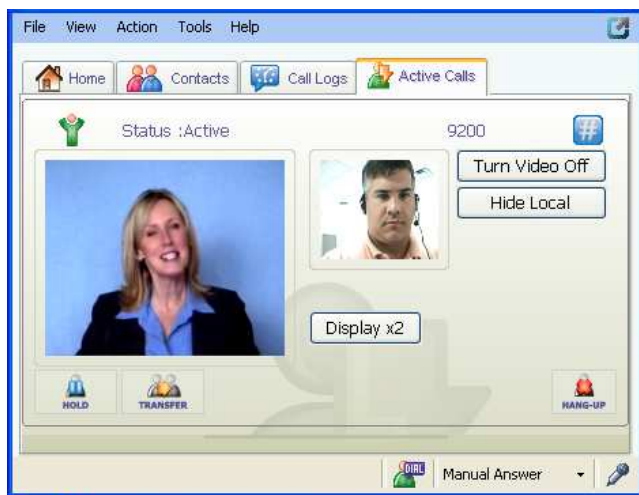 File View Action Tools Help
Home Contacts Call Logs Active Calls
Status :Active 9200 #
Turn Video Off
Hide Local
Display x2
HOLD TRANSFER HANG-UP
DIAL Manual Answer